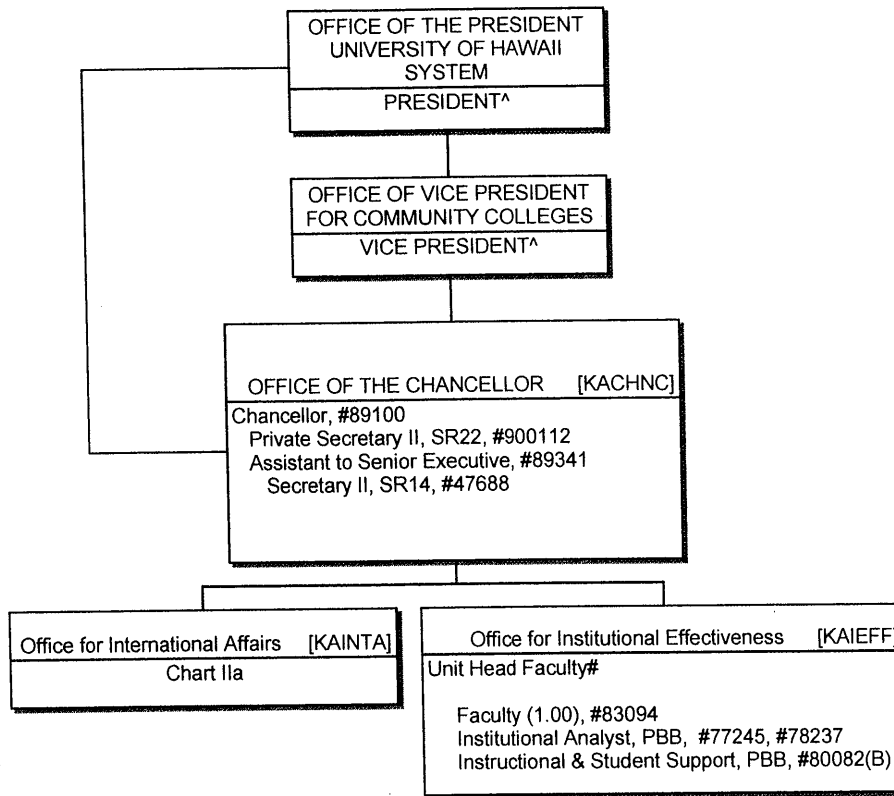 OFFICE OF THE PRESIDENT
UNIVERSITY OF HAWAII
SYSTEM
PRESIDENT^
OFFICE OF VICE PRESIDENT
FOR COMMUNITY COLLEGES
VICE PRESIDENT^
OFFICE OF THE CHANCELLOR [KACHNC]
Chancellor, #89100
Private Secretary II, SR22, #900112
Assistant to Senior Executive, #89341
Secretary II, SR14, #47688
Office for International Affairs [KAINTA]
Chart IIa
Office for Institutional Effectiveness [KAIEFF]
Unit Head Faculty#
Faculty (1.00), #83094
Institutional Analyst, PBB, #77245, #78237
Instructional & Student Support, PBB, #80082(B)